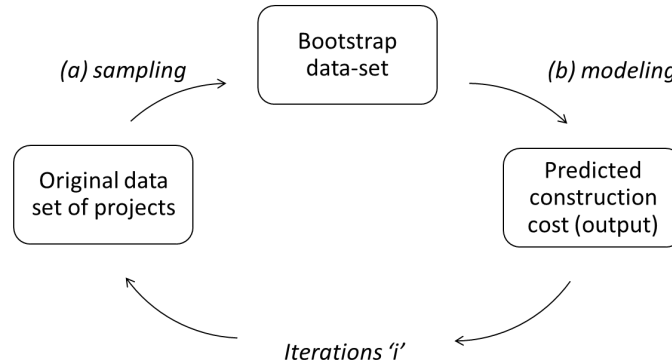 (a) sampling
Bootstrap
data-set
(b) modeling
Original data
set of projects
Predicted
construction
cost (output)
Iterations ‘i’